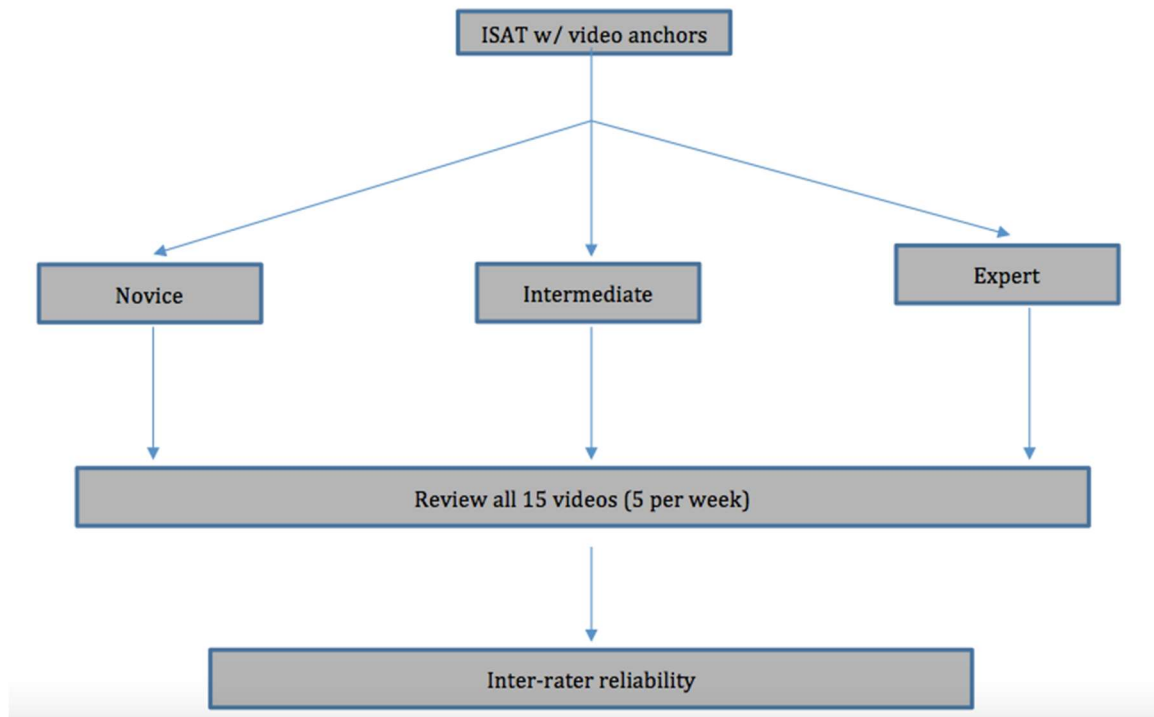 ISAT w/ video anchors
Novice
Intermediate
Expert
Review all 15 videos (5 per week)
Inter-rater reliability